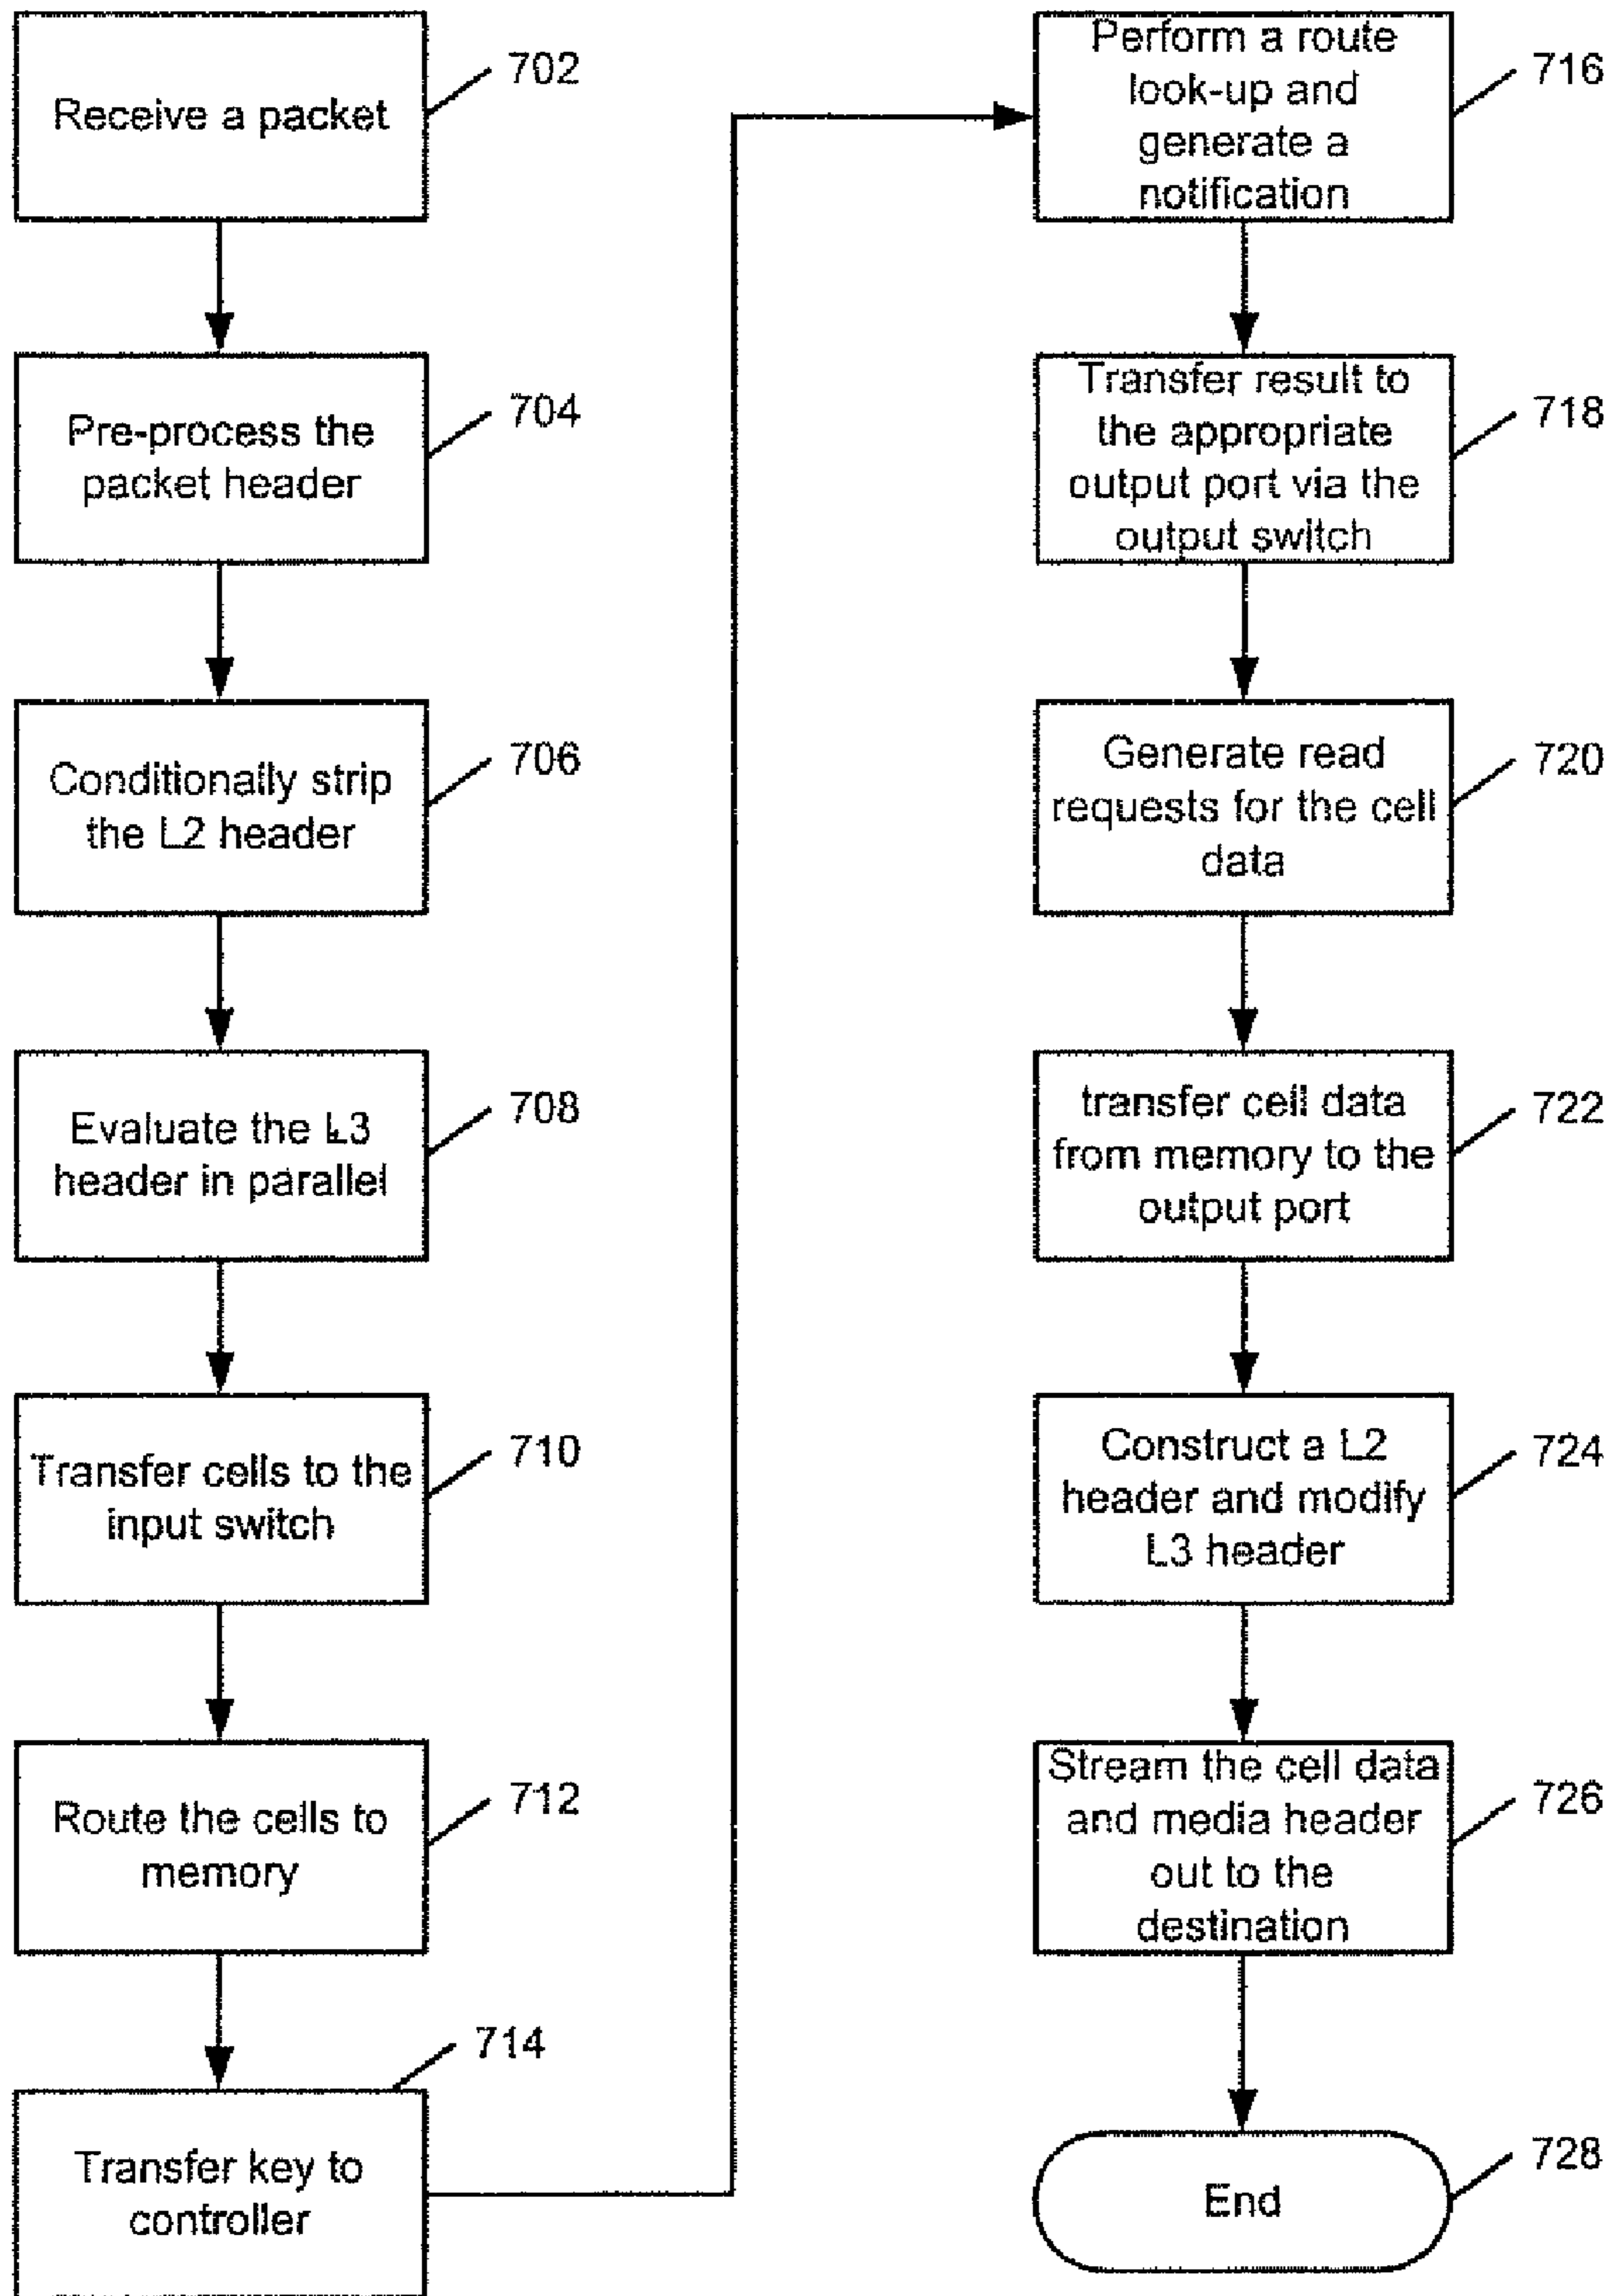 Receive a packet
702
Pre-process the
packet header
704
Conditionally strip
the L2 header
706
Evaluate the L3
header in parallel
708
Transfer cells to the
input switch
710
Route the cells to
memory
712
Transfer key to
controller
714
Perform a route
look-up and
generate a
notification
716
Transfer result to
the appropriate
output port via the
output switch
718
Generate read
requests for the cell
data
720
transfer cell data
from memory to the
output port
722
Construct a L2
header and modify
L3 header
724
Stream the cell data
and media header
out to the
destination
726
End
728